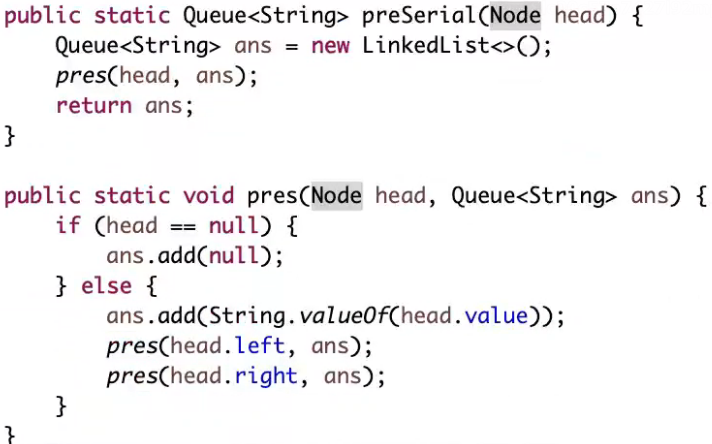 public static Queue<String> preSerial(Node head) {
    Queue<String> ans = new LinkedList<>();
    pres(head, ans);
    return ans;
}

public static void pres(Node head, Queue<String> ans) {
    if (head == null) {
        ans.add(null);
    } else {
        ans.add(String.valueOf(head.value));
        pres(head.left, ans);
        pres(head.right, ans);
    }
}